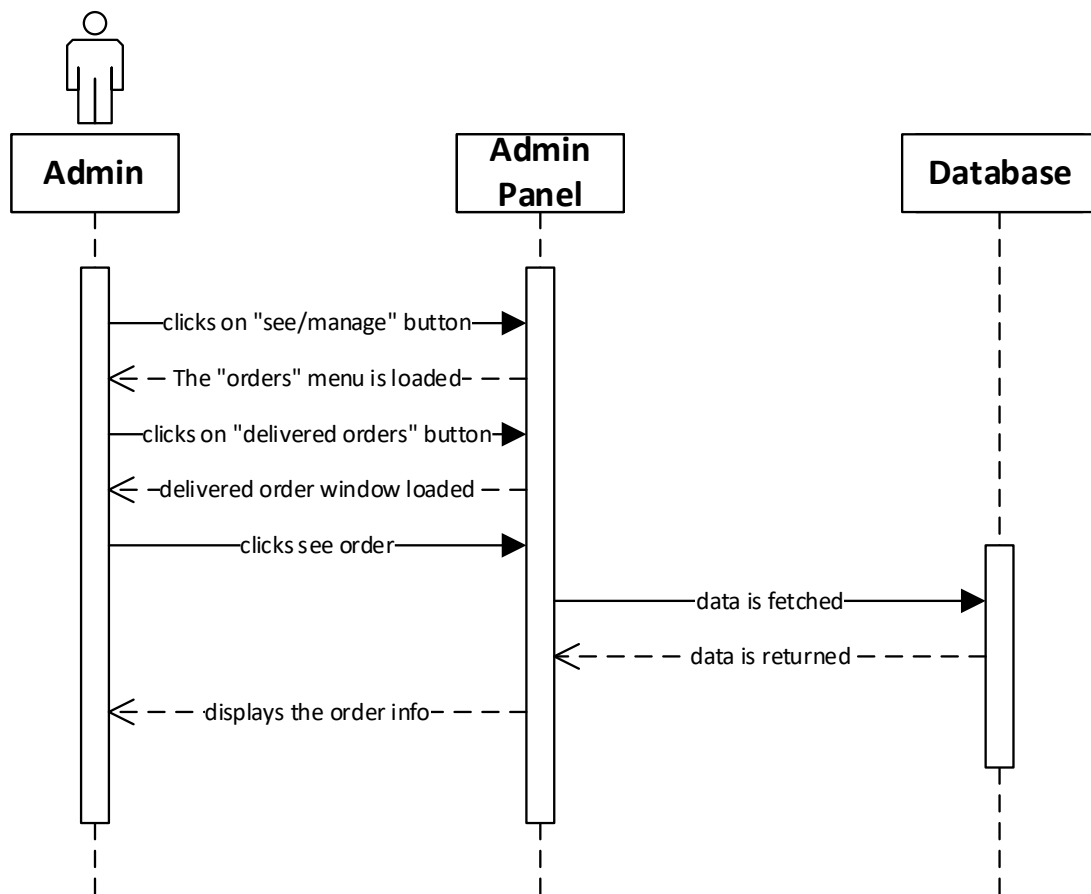 Admin
Admin
Panel
Database
clicks on "see/manage" button
The "orders" menu is loaded
clicks on "delivered orders" button
delivered order window loaded
clicks see order
data is fetched
data is returned
displays the order info